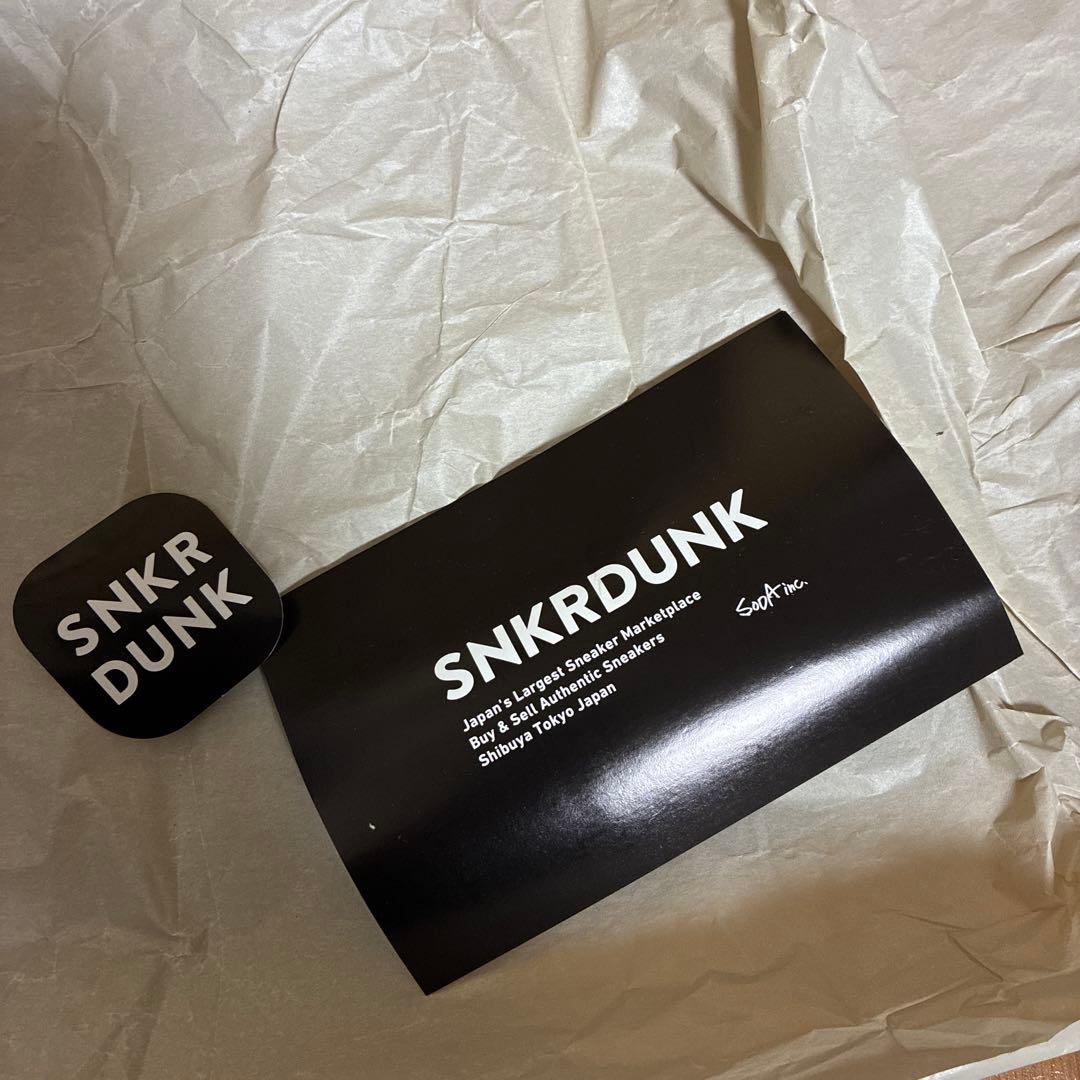 SNKR
DUNK
SNKRDUNK
Japan's Largest Sneaker Marketplace
Buy & Sell Authentic Sneakers
Shibuya Tokyo Japan
SODA inc.